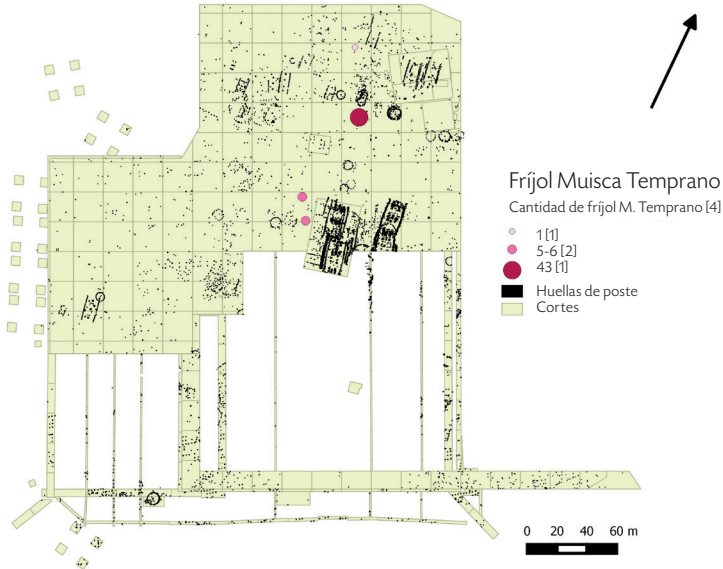 Fríjol Muisca Temprano
Cantidad de fríjol M. Temprano [4]
1 [1]
5-6 [2]
43 [1]
Huellas de poste
Cortes
0 20 40 60 m